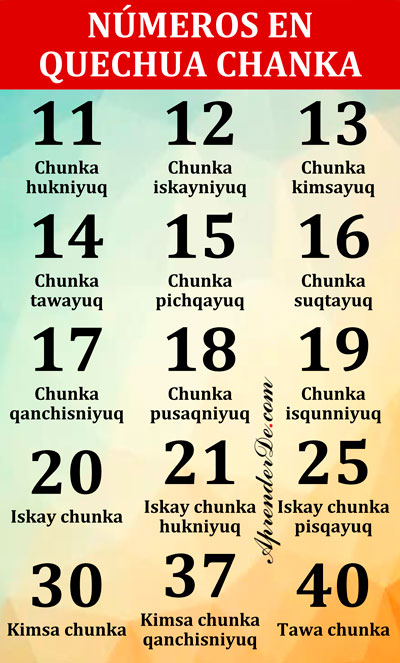 NÚMEROS EN
QUECHUA CHANKA
11 12 13
Chunka Chunka Chunka
hukniyuq iskayniyuq kimsayuq
14 15 16
Chunka Chunka Chunka
tawayuq pichqayuq suqtayuq
17 18 19
Chunka Chunka Chunka
qanchisniyuq pusaqniyuq isqunniyuq
20 21 25
Iskay chunka Iskay chunka Iskay chunka
hukniyuq pisqayuq
30 37 40
Kimsa chunka Kimsa chunka Tawa chunka
qanchisniyuq
AprenderDe.com